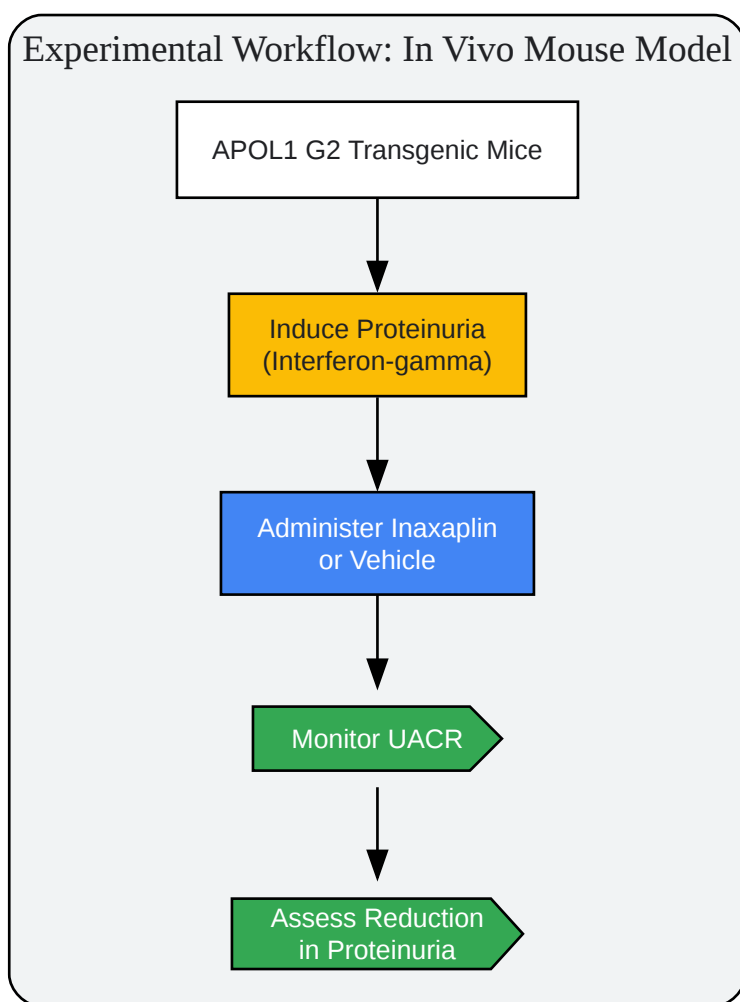 Experimental Workflow: In Vivo Mouse Model
APOL1 G2 Transgenic Mice
Induce Proteinuria
(Interferon-gamma)
Administer Inaxaplin
or Vehicle
Monitor UACR
Assess Reduction
in Proteinuria